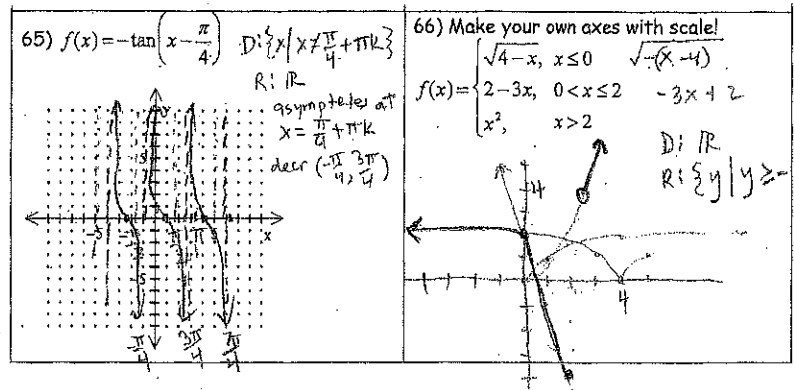 65) f(x) = -tan(x - π/4)
D: {x | x ≠ π/4 + πk}
R: ℝ
asymptotes at
x = π/4 + πk
decr (-π/4, 3π/4)
y
-5
π
x
-5
-π/4
3π/4
7π/4
66) Make your own axes with scale!
f(x) = { √4-x, x ≤ 0
2-3x, 0 < x ≤ 2
x², x > 2
√-(x-4)
-3x + 2
D: ℝ
R: {y | y ≥ -
4
4